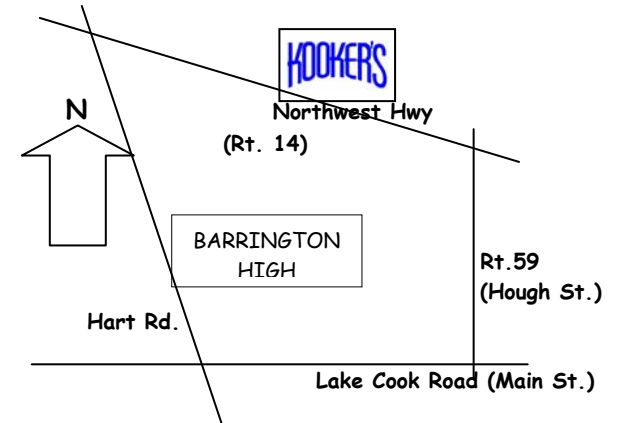 KOOKER'S
N
Northwest Hwy
(Rt. 14)
BARRINGTON
HIGH
Rt.59
(Hough St.)
Hart Rd.
Lake Cook Road (Main St.)